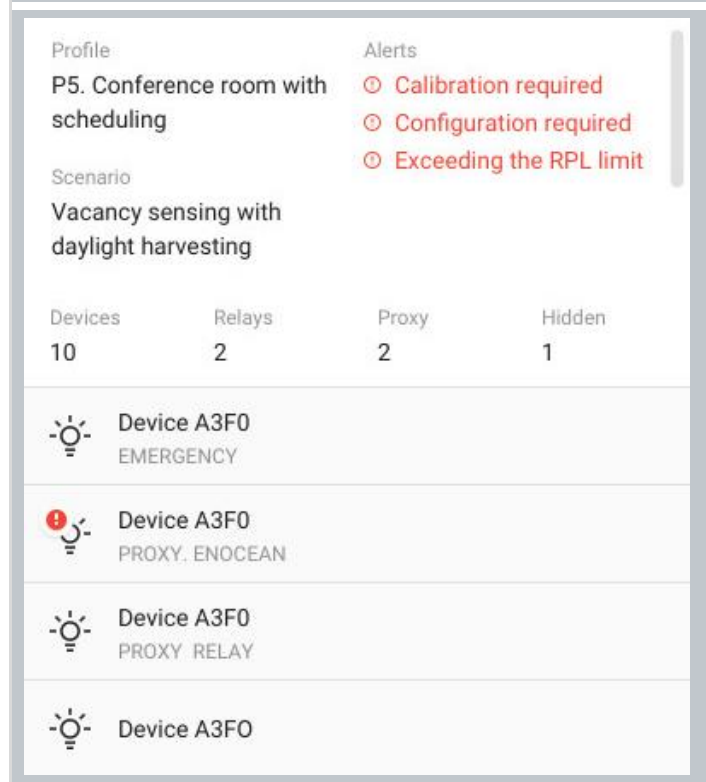 Profile
P5. Conference room with
scheduling
Scenario
Vacancy sensing with
daylight harvesting
Alerts
Calibration required
Configuration required
Exceeding the RPL limit
Devices Relays Proxy Hidden
10 2 2 1
Device A3F0
EMERGENCY
Device A3F0
PROXY. ENOCEAN
Device A3F0
PROXY RELAY
Device A3FO